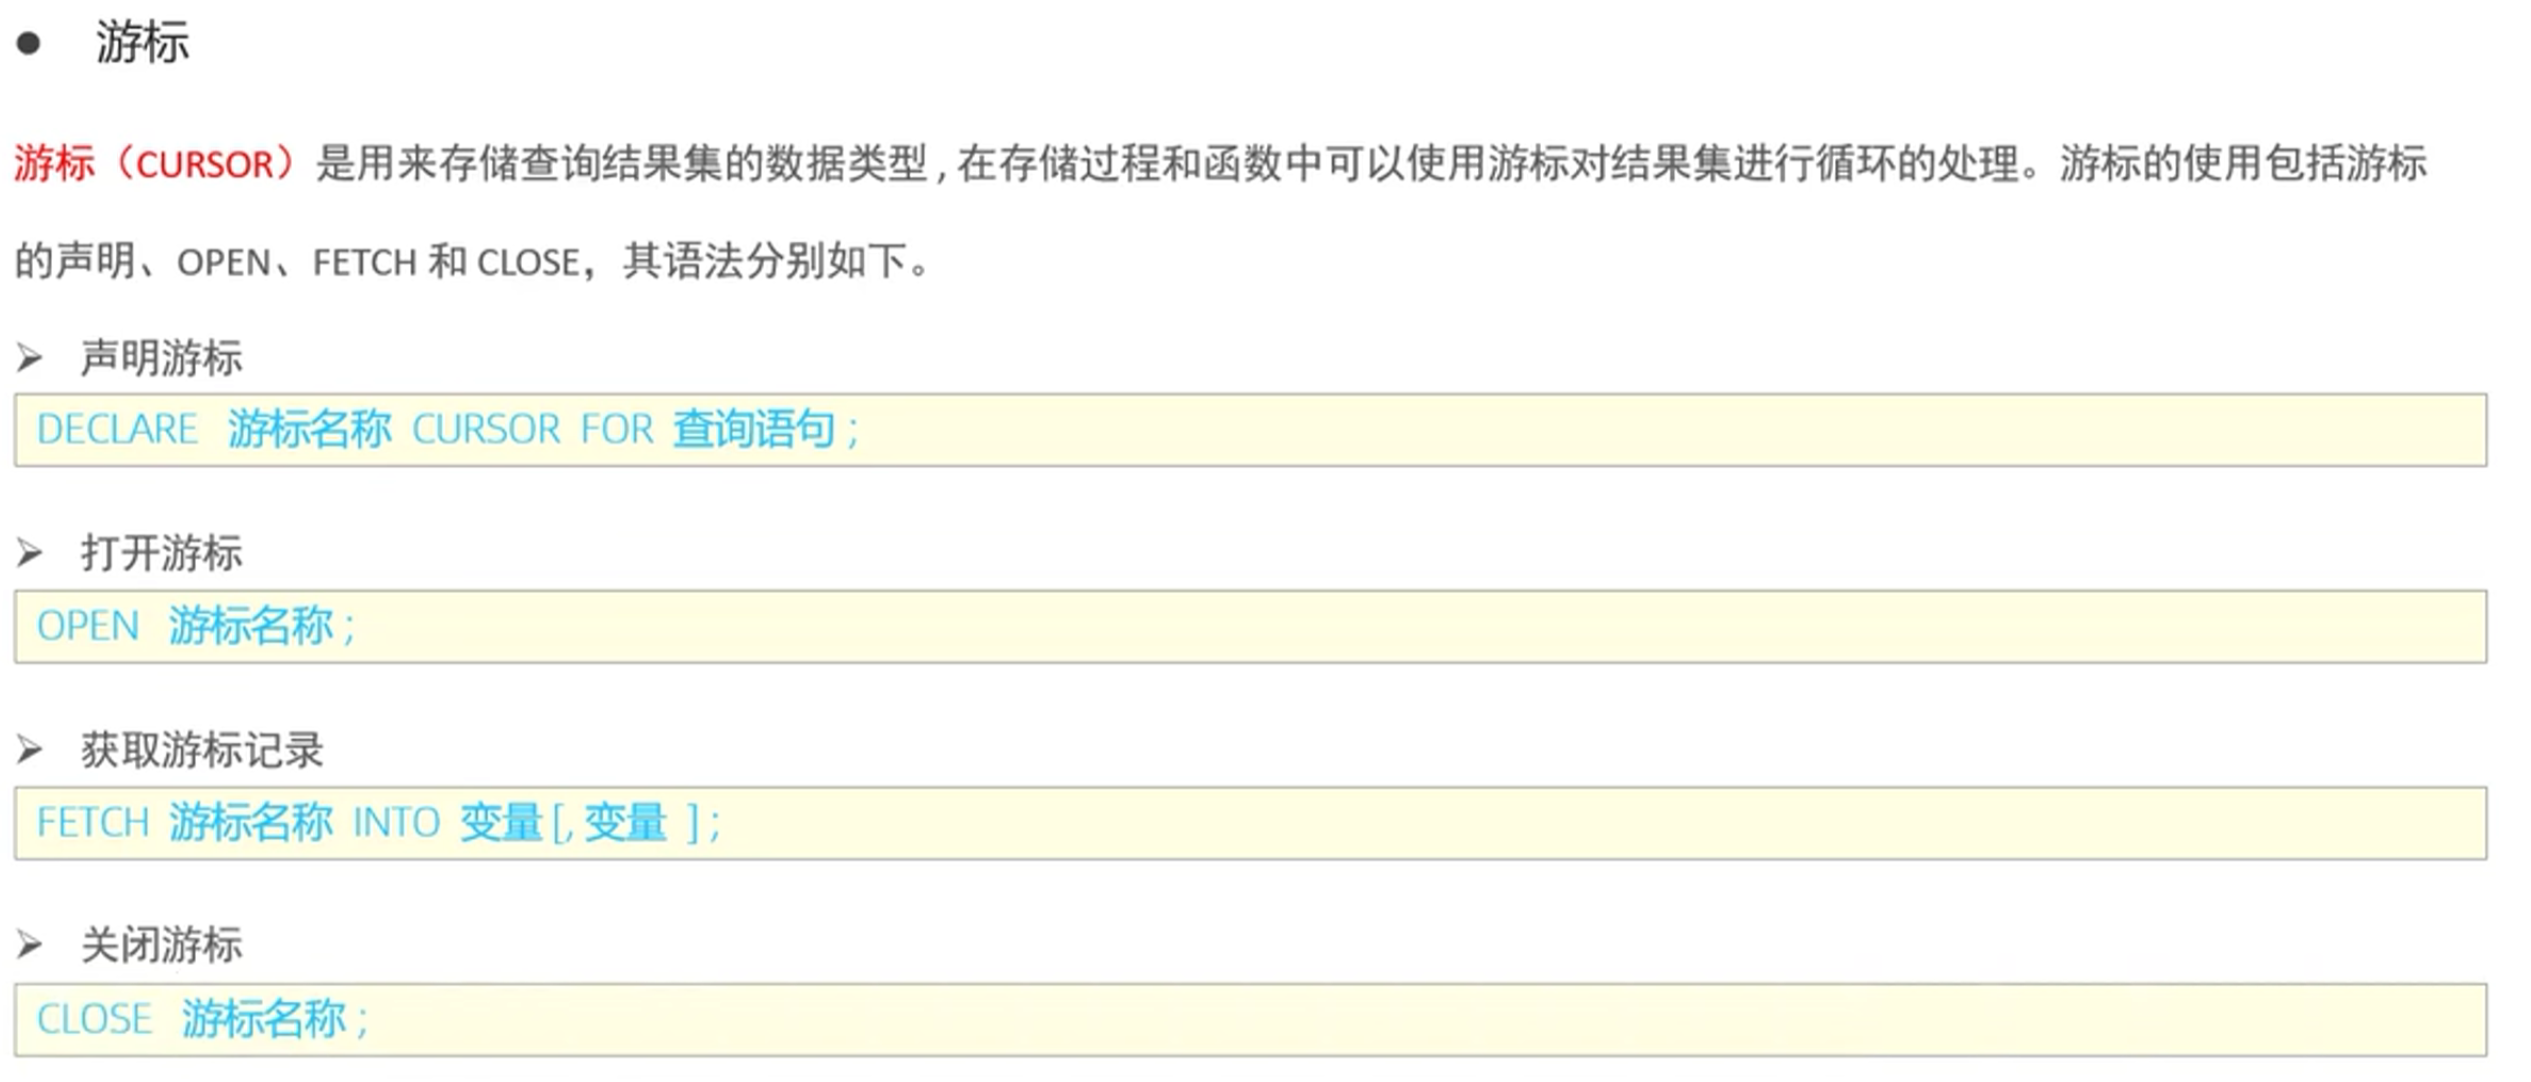 ● 游标
游标（CURSOR）是用来存储查询结果集的数据类型 , 在存储过程和函数中可以使用游标对结果集进行循环的处理。游标的使用包括游标
的声明、OPEN、FETCH 和 CLOSE，其语法分别如下。
➢ 声明游标
DECLARE 游标名称 CURSOR FOR 查询语句 ;
➢ 打开游标
OPEN 游标名称 ;
➢ 获取游标记录
FETCH 游标名称 INTO 变量 [, 变量 ] ;
➢ 关闭游标
CLOSE 游标名称 ;